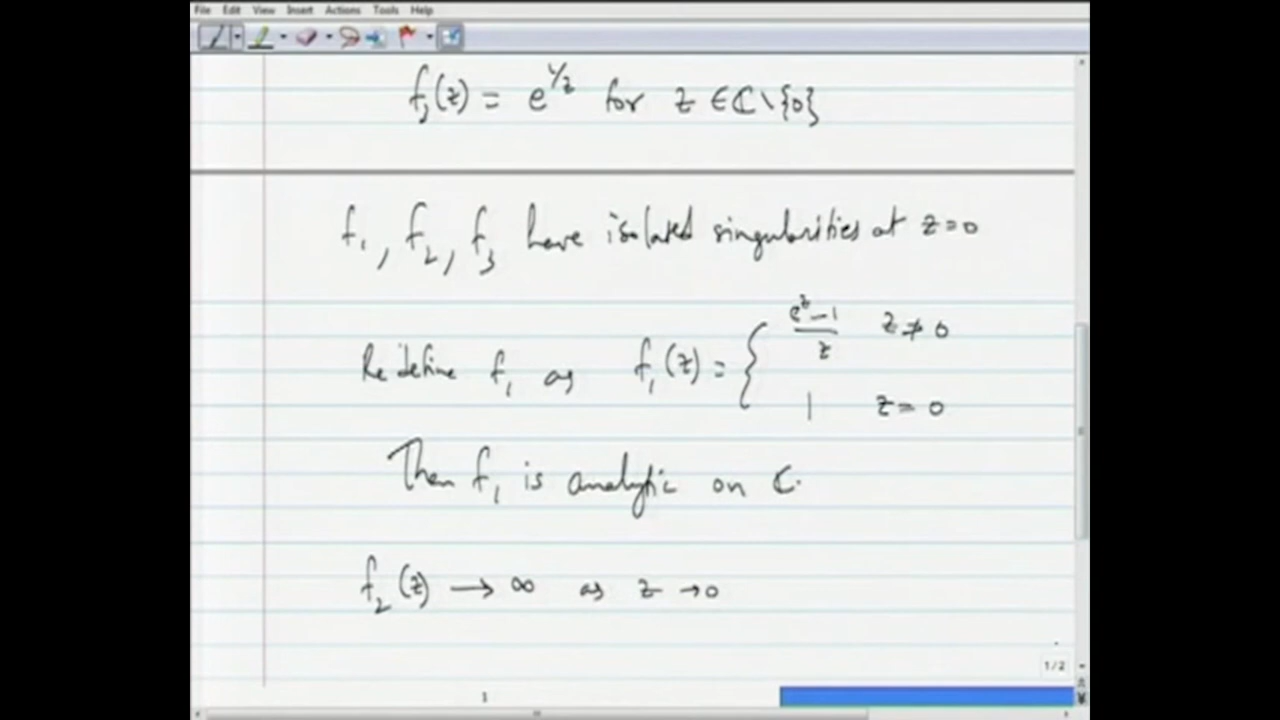 File Edit View Insert Actions Tools Help
f₃(z) = e^{1/z} for z ∈ ℂ \ {0}
f₁, f₂, f₃ have isolated singularities at z=0
Redefine f₁ as f₁(z) = { (e^z − 1)/z z ≠ 0
1 z = 0
Then f₁ is analytic on ℂ.
f₂(z) → ∞ as z → 0
1/2
1